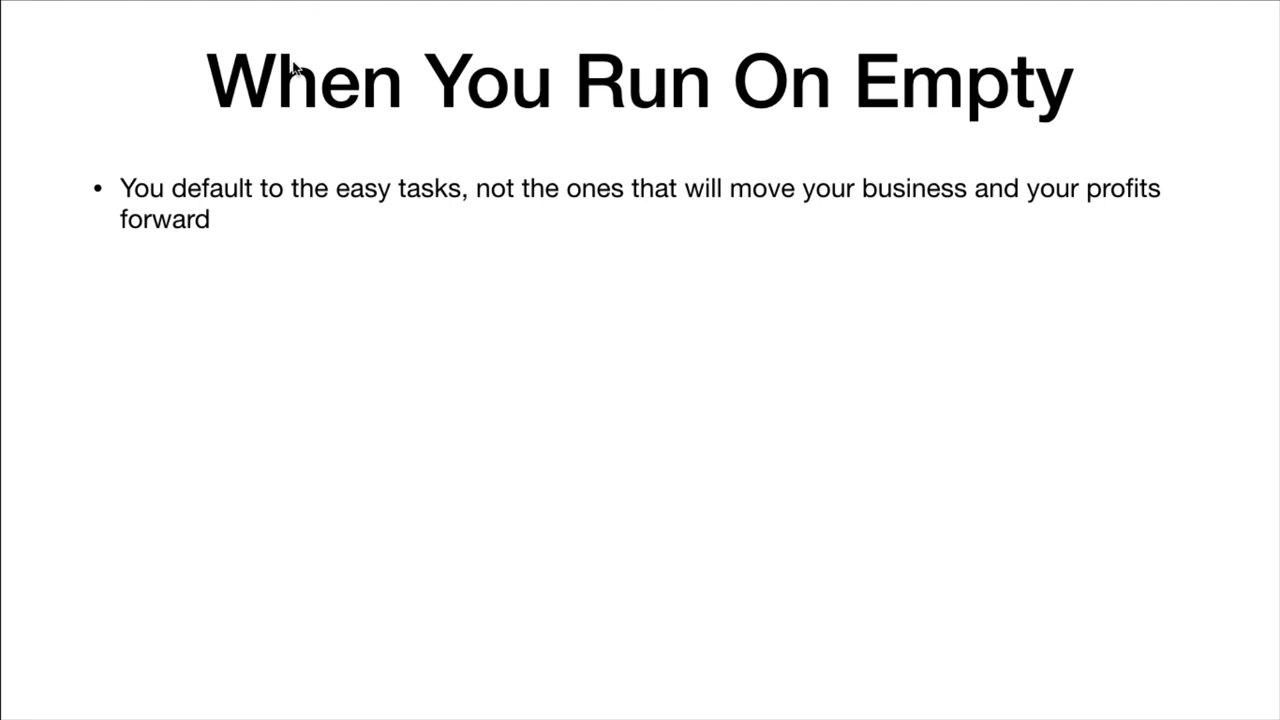 When You Run On Empty
• You default to the easy tasks, not the ones that will move your business and your profits
forward